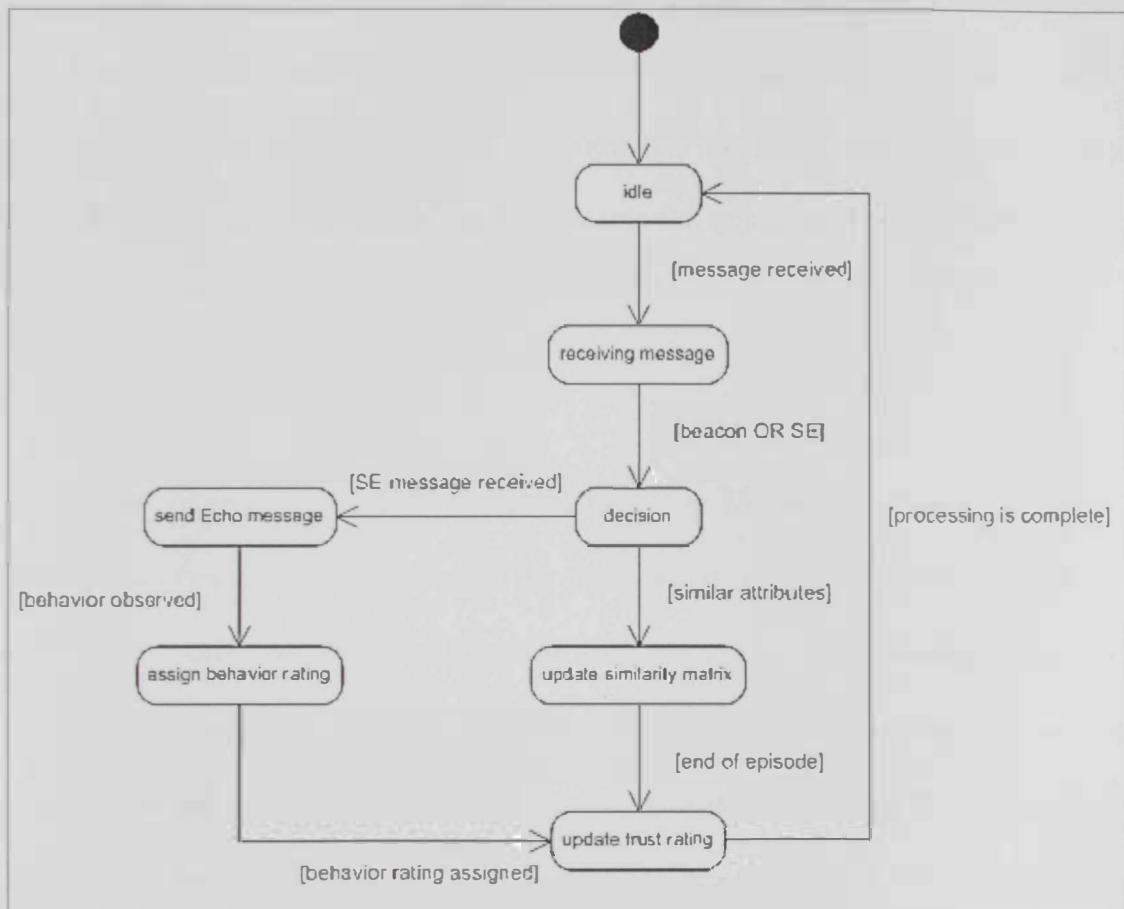 idle
[message received]
receiving message
[beacon OR SE]
[SE message received]
send Echo message
decision
[processing is complete]
[behavior observed]
[similar attributes]
assign behavior rating
update similarity matrix
[end of episode]
update trust rating
[behavior rating assigned]